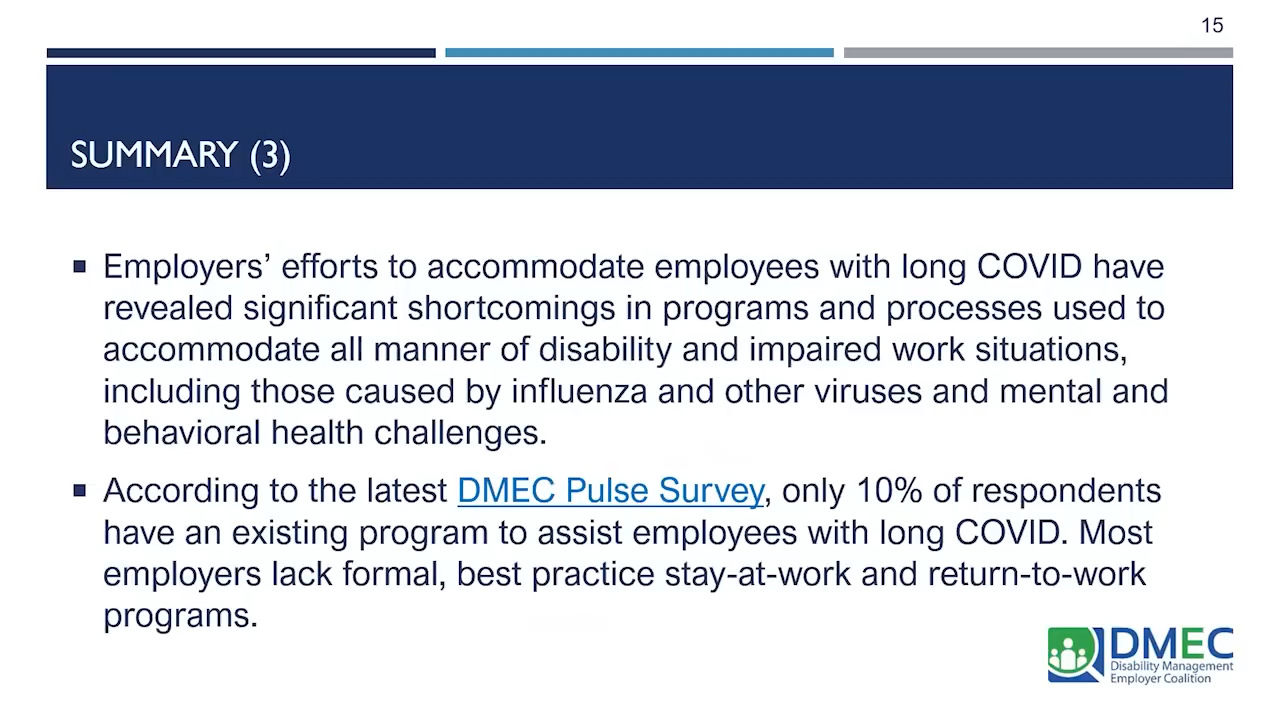 15
SUMMARY (3)
▪ Employers’ efforts to accommodate employees with long COVID have
revealed significant shortcomings in programs and processes used to
accommodate all manner of disability and impaired work situations,
including those caused by influenza and other viruses and mental and
behavioral health challenges.
▪ According to the latest DMEC Pulse Survey, only 10% of respondents
have an existing program to assist employees with long COVID. Most
employers lack formal, best practice stay-at-work and return-to-work
programs.
DMEC
Disability Management
Employer Coalition